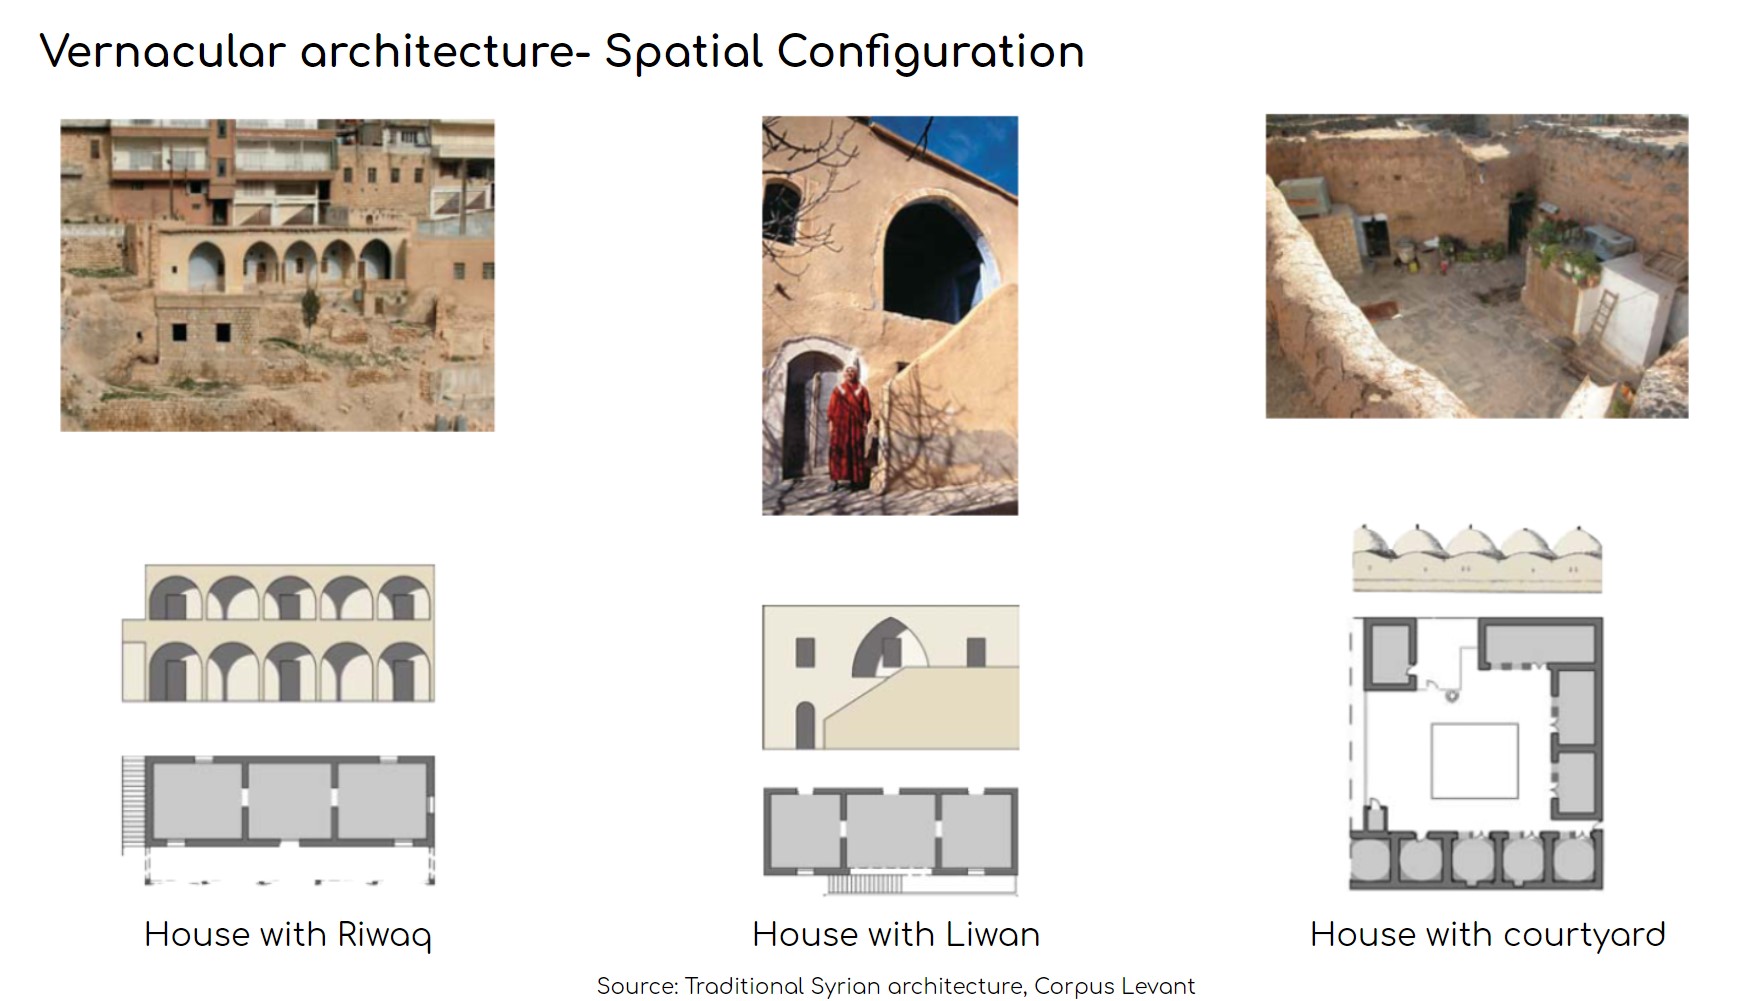 Vernacular architecture- Spatial Configuration
House with Riwaq
House with Liwan
House with courtyard
Source: Traditional Syrian architecture, Corpus Levant